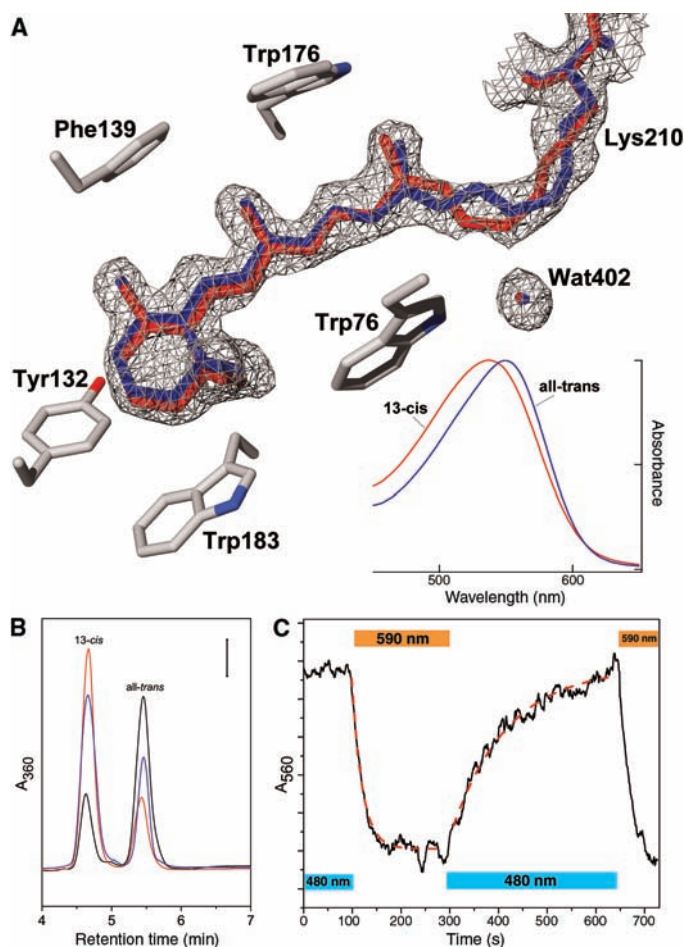 A
Trp176
Phe139
Lys210
Wat402
Trp76
Tyr132
Trp183
13-cis
all-trans
Absorbance
500 600
Wavelength (nm)
B
13-cis
all-trans
A360
4 5 6 7
Retention time (min)
C
590 nm
590 nm
A560
480 nm
480 nm
0 100 200 300 400 500 600 700
Time (s)